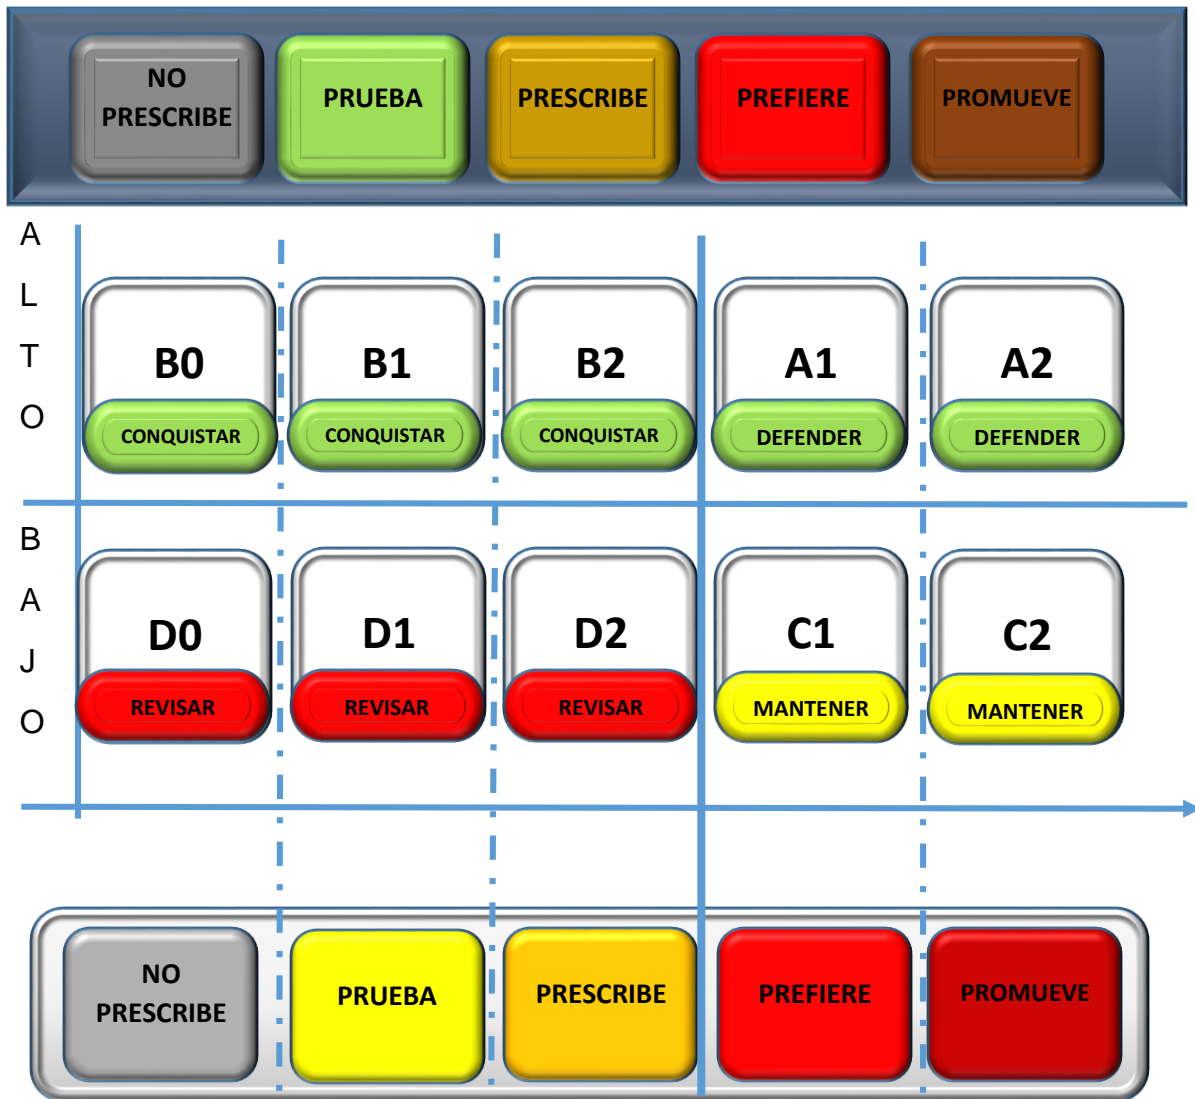 NO
PRESCRIBE
PRUEBA
PRESCRIBE
PREFIERE
PROMUEVE
A
L
T
O
B0
B1
B2
A1
A2
CONQUISTAR
CONQUISTAR
CONQUISTAR
DEFENDER
DEFENDER
B
A
J
O
D0
D1
D2
C1
C2
REVISAR
REVISAR
REVISAR
MANTENER
MANTENER
NO
PRESCRIBE
PRUEBA
PRESCRIBE
PREFIERE
PROMUEVE